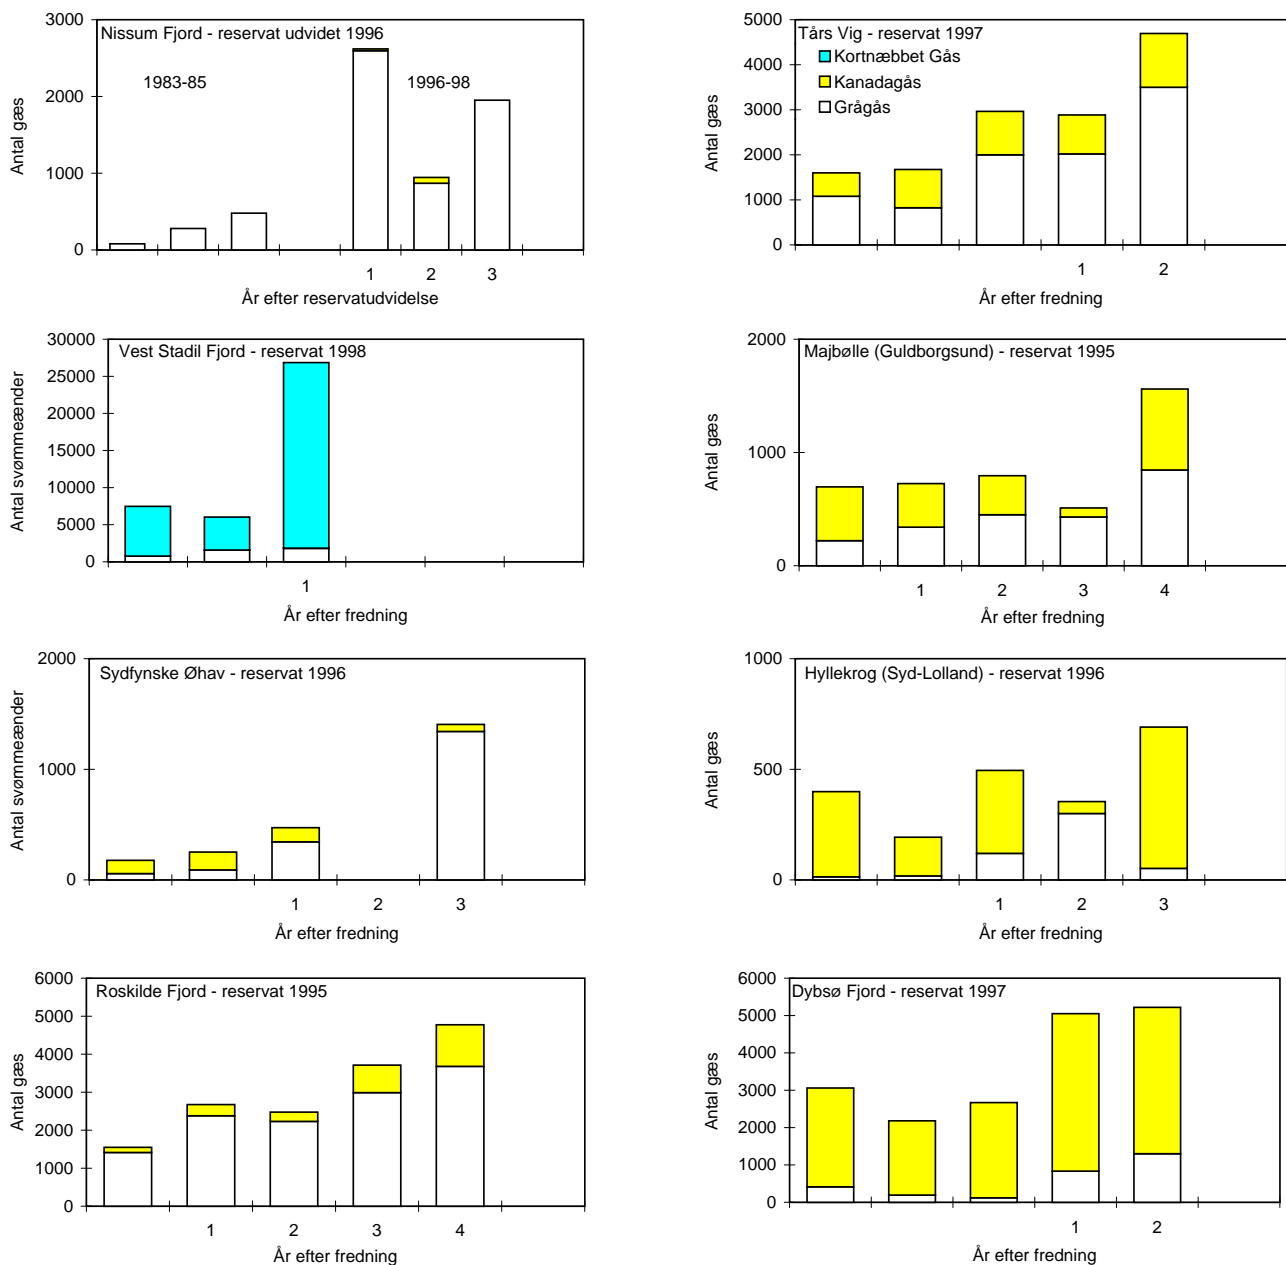 Nissum Fjord - reservat udvidet 1996
3000
2000
1000
0
Antal gæs
1983-85
1996-98
1 2 3
År efter reservatudvidelse
Tårs Vig - reservat 1997
Kortnæbbet Gås
Kanadagås
Grågås
5000
4000
3000
2000
1000
0
Antal gæs
1 2
År efter fredning
Vest Stadil Fjord - reservat 1998
30000
25000
20000
15000
10000
5000
0
Antal svømmeænder
1
År efter fredning
Majbølle (Guldborgsund) - reservat 1995
2000
1000
0
Antal gæs
1 2 3 4
År efter fredning
Sydfynske Øhav - reservat 1996
2000
1000
0
Antal svømmeænder
1 2 3
År efter fredning
Hyllekrog (Syd-Lolland) - reservat 1996
1000
500
0
Antal gæs
1 2 3
År efter fredning
Roskilde Fjord - reservat 1995
6000
5000
4000
3000
2000
1000
0
Antal gæs
1 2 3 4
År efter fredning
Dybsø Fjord - reservat 1997
6000
5000
4000
3000
2000
1000
0
Antal gæs
1 2
År efter fredning